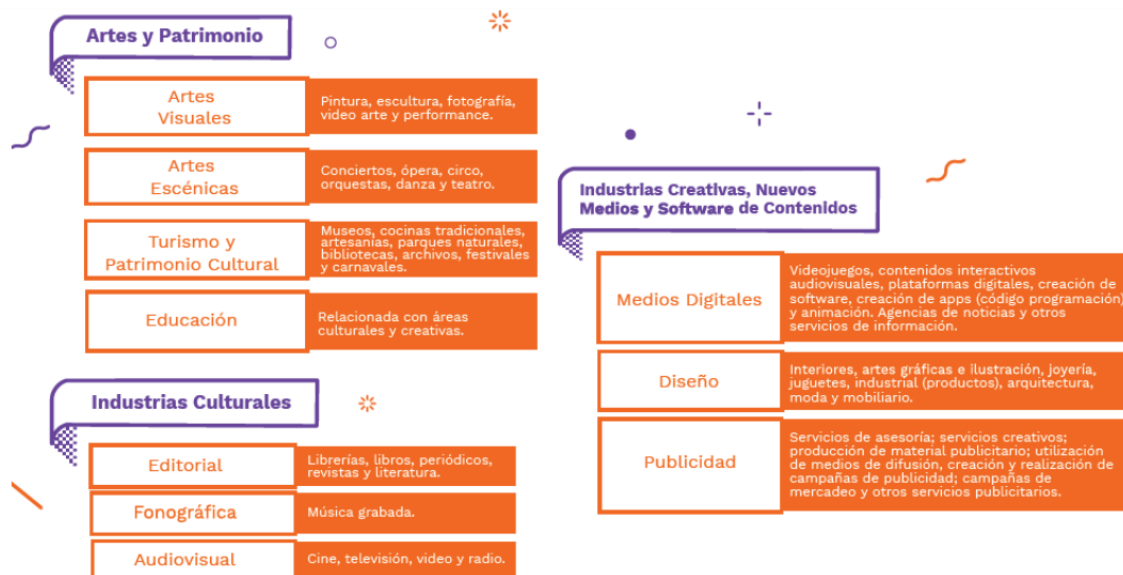 Artes y Patrimonio
Artes
Visuales
Pintura, escultura, fotografía,
video arte y performance.
Artes
Escénicas
Conciertos, ópera, circo,
orquestas, danza y teatro.
Turismo y
Patrimonio Cultural
Museos, cocinas tradicionales,
artesanías, parques naturales,
bibliotecas, archivos, festivales
y carnavales.
Educación
Relacionada con áreas
culturales y creativas.
Industrias Culturales
Editorial
Librerías, libros, periódicos,
revistas y literatura.
Fonográfica
Música grabada.
Audiovisual
Cine, televisión, video y radio.
Industrias Creativas, Nuevos
Medios y Software de Contenidos
Medios Digitales
Videojuegos, contenidos interactivos
audiovisuales, plataformas digitales, creación de
software, creación de apps (código programación)
y animación. Agencias de noticias y otros
servicios de información.
Diseño
Interiores, artes gráficas e ilustración, joyería,
juguetes, industrial (productos), arquitectura,
moda y mobiliario.
Publicidad
Servicios de asesoría; servicios creativos;
producción de material publicitario; utilización
de medios de difusión, creación y realización de
campañas de publicidad; campañas de
mercadeo y otros servicios publicitarios.